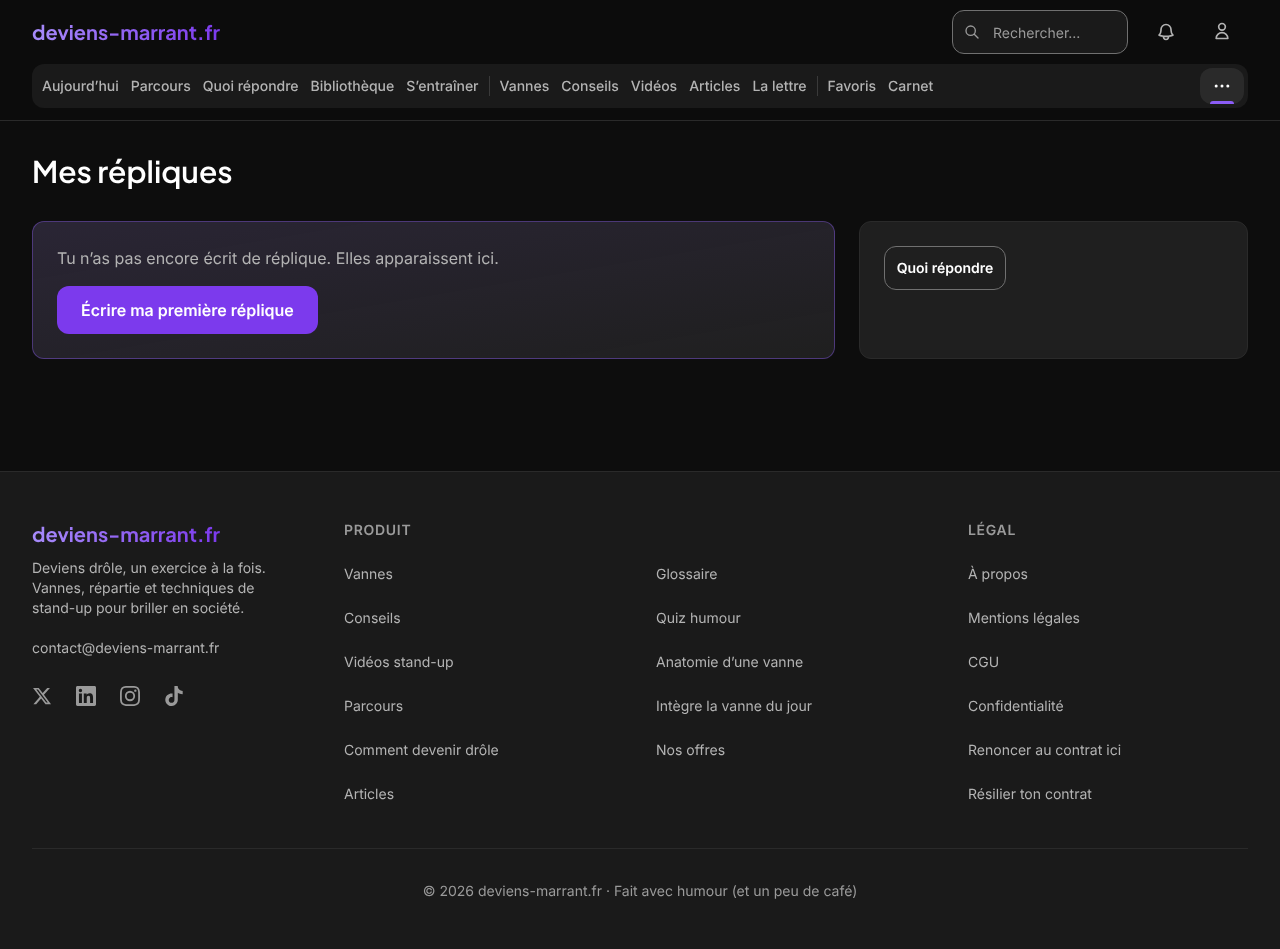 deviens-marrant.fr
Rechercher...
Aujourd’hui Parcours Quoi répondre Bibliothèque S’entraîner Vannes Conseils Vidéos Articles La lettre Favoris Carnet
Mes répliques
Tu n’as pas encore écrit de réplique. Elles apparaissent ici.
Écrire ma première réplique
Quoi répondre
deviens-marrant.fr
Deviens drôle, un exercice à la fois.
Vannes, répartie et techniques de
stand-up pour briller en société.
contact@deviens-marrant.fr
PRODUIT
Vannes
Conseils
Vidéos stand-up
Parcours
Comment devenir drôle
Articles
Glossaire
Quiz humour
Anatomie d’une vanne
Intègre la vanne du jour
Nos offres
LÉGAL
À propos
Mentions légales
CGU
Confidentialité
Renoncer au contrat ici
Résilier ton contrat
© 2026 deviens-marrant.fr · Fait avec humour (et un peu de café)